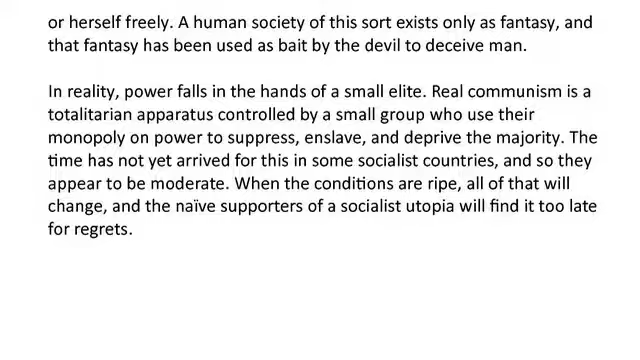 or herself freely. A human society of this sort exists only as fantasy, and
that fantasy has been used as bait by the devil to deceive man.
In reality, power falls in the hands of a small elite. Real communism is a
totalitarian apparatus controlled by a small group who use their
monopoly on power to suppress, enslave, and deprive the majority. The
time has not yet arrived for this in some socialist countries, and so they
appear to be moderate. When the conditions are ripe, all of that will
change, and the naïve supporters of a socialist utopia will find it too late
for regrets.